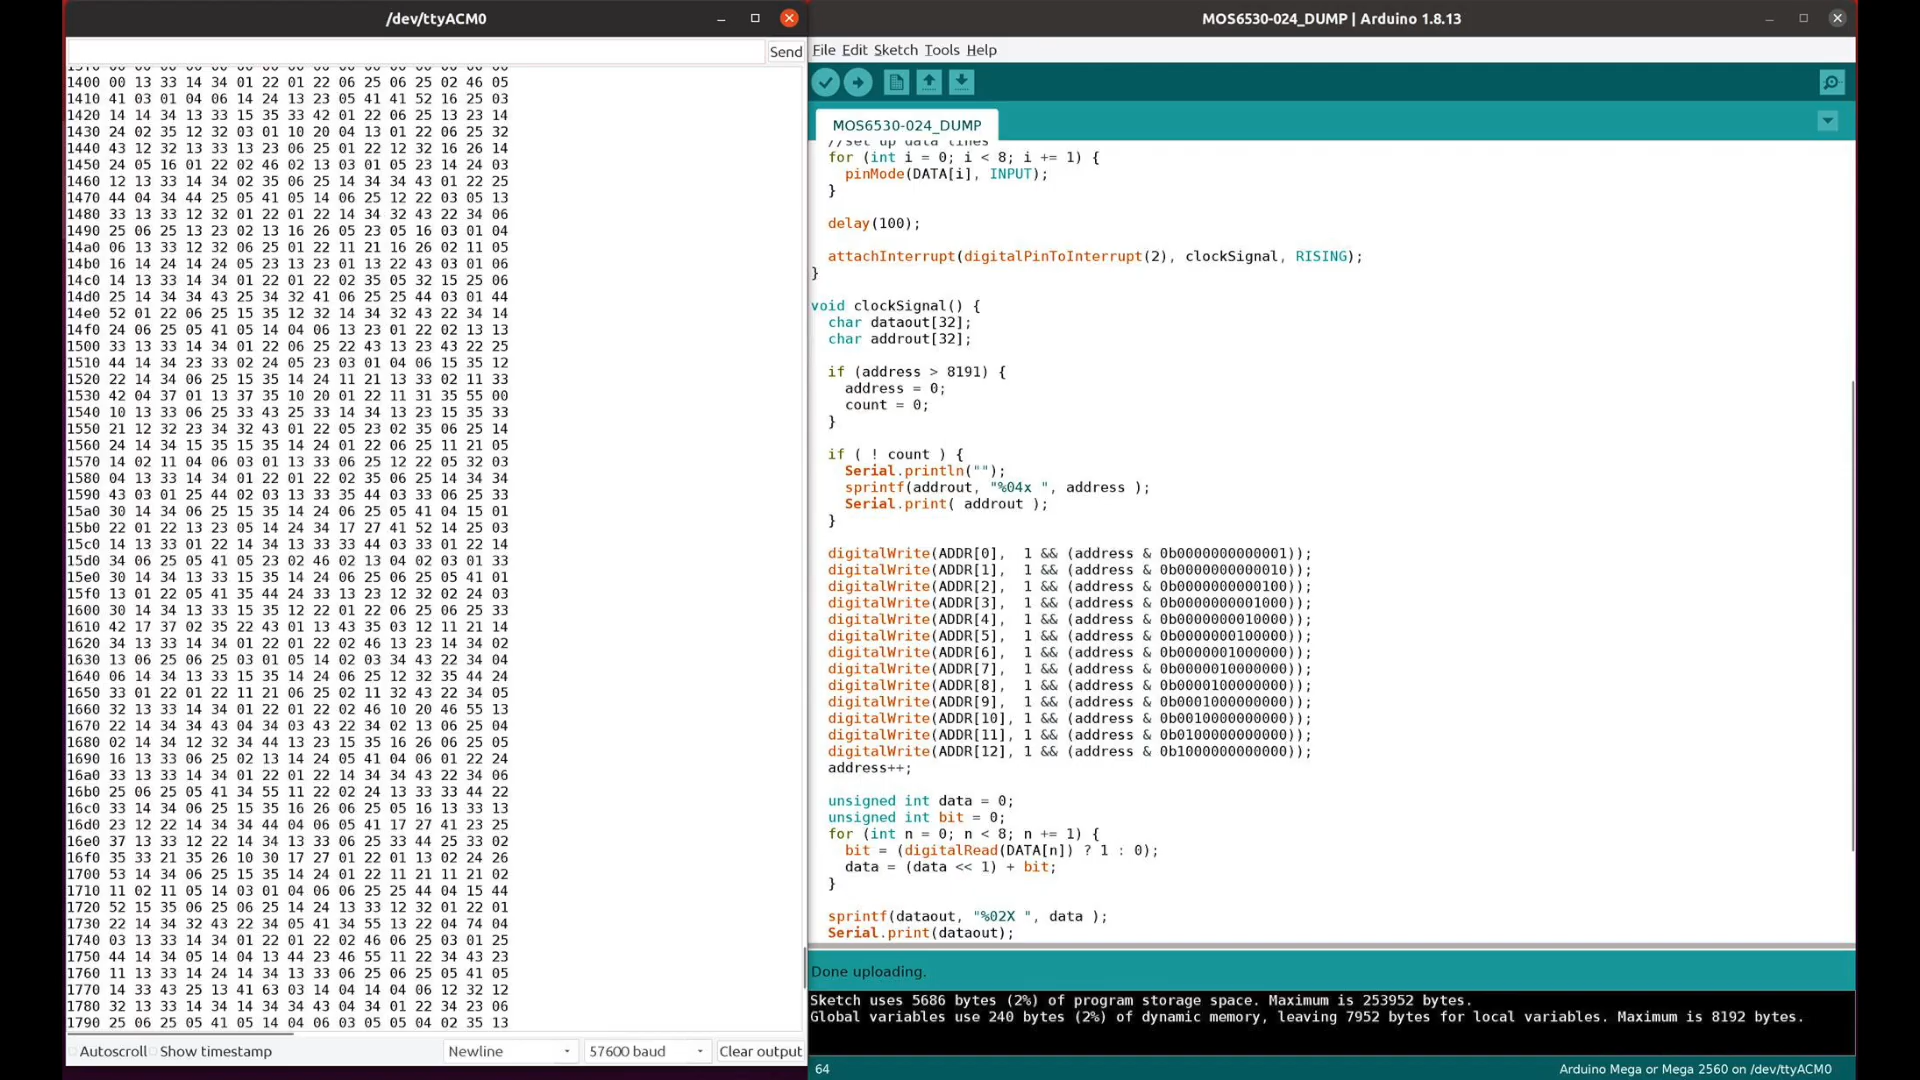 /dev/ttyACM0
Send
1400 00 13 33 14 34 01 22 01 22 06 25 06 25 02 46 05
1410 41 03 01 04 06 14 24 13 23 05 41 41 52 16 25 03
1420 14 14 34 13 33 15 35 33 42 01 22 06 25 13 23 14
1430 24 02 35 12 32 03 01 10 20 04 13 01 22 06 25 32
1440 43 12 32 13 33 13 23 06 25 01 22 12 32 16 26 14
1450 24 05 16 01 22 02 46 02 13 03 01 05 23 14 24 03
1460 12 13 33 14 34 02 35 06 25 14 34 34 43 01 22 25
1470 44 04 34 44 25 05 41 05 14 06 25 12 22 03 05 13
1480 33 13 33 12 32 01 22 01 22 14 34 32 43 22 34 06
1490 25 06 25 13 23 02 13 16 26 05 23 05 16 03 01 04
14a0 06 13 33 12 32 06 25 01 22 11 21 16 26 02 11 05
14b0 16 14 24 14 24 05 23 13 23 01 13 22 43 03 01 06
14c0 14 13 33 14 34 01 22 01 22 02 35 05 32 15 25 06
14d0 25 14 34 34 43 25 34 32 41 06 25 25 44 03 01 44
14e0 52 01 22 06 25 15 35 12 32 14 34 32 43 22 34 14
14f0 24 06 25 05 41 05 14 04 06 13 23 01 22 02 13 13
1500 33 13 33 14 34 01 22 06 25 22 43 13 23 43 22 25
1510 44 14 34 23 33 02 24 05 23 03 01 04 06 15 35 12
1520 22 14 34 06 25 15 35 14 24 11 21 13 33 02 11 33
1530 42 04 37 01 13 37 35 10 20 01 22 11 31 35 55 00
1540 10 13 33 06 25 33 43 25 33 14 34 13 23 15 35 33
1550 21 12 32 23 34 32 43 01 22 05 23 02 35 06 25 14
1560 24 14 34 15 35 15 35 14 24 01 22 06 25 11 21 05
1570 14 02 11 04 06 03 01 13 33 06 25 12 22 05 32 03
1580 04 13 33 14 34 01 22 01 22 02 35 06 25 14 34 34
1590 43 03 01 25 44 02 03 13 33 35 44 03 33 06 25 33
15a0 30 14 34 06 25 15 35 14 24 06 25 05 41 04 15 01
15b0 22 01 22 13 23 05 14 24 34 17 27 41 52 14 25 03
15c0 14 13 33 01 22 14 34 13 33 33 44 03 33 01 22 14
15d0 34 06 25 05 41 05 23 02 46 02 13 04 02 03 01 33
15e0 30 14 34 13 33 15 35 14 24 06 25 06 25 05 41 01
15f0 13 01 22 05 41 35 44 24 33 13 23 12 32 02 24 03
1600 30 14 34 13 33 15 35 12 22 01 22 06 25 06 25 33
1610 42 17 37 02 35 22 43 01 13 43 35 03 12 11 21 14
1620 34 13 33 14 34 01 22 01 22 02 46 13 23 14 34 02
1630 13 06 25 06 25 03 01 05 14 02 03 34 43 22 34 04
1640 06 14 34 13 33 15 35 14 24 06 25 12 32 35 44 24
1650 33 01 22 01 22 11 21 06 25 02 11 32 43 22 34 05
1660 32 13 33 14 34 01 22 01 22 02 46 10 20 46 55 13
1670 22 14 34 34 43 04 34 03 43 22 34 02 13 06 25 04
1680 02 14 34 12 32 34 44 13 23 15 35 16 26 06 25 05
1690 16 13 33 06 25 02 13 14 24 05 41 04 06 01 22 24
16a0 33 13 33 14 34 01 22 01 22 14 34 34 43 22 34 06
16b0 25 06 25 05 41 34 55 11 22 02 24 13 33 33 44 22
16c0 33 14 34 06 25 15 35 16 26 06 25 05 16 13 33 13
16d0 23 12 22 14 34 34 44 04 06 05 41 17 27 41 23 25
16e0 37 13 33 12 22 14 34 13 33 06 25 33 44 25 33 02
16f0 35 33 21 35 26 10 30 17 27 01 22 01 13 02 24 26
1700 53 14 34 06 25 15 35 14 24 01 22 11 21 11 21 02
1710 11 02 11 05 14 03 01 04 06 06 25 25 44 04 15 44
1720 52 15 35 06 25 06 25 14 24 13 33 12 32 01 22 01
1730 22 14 34 32 43 22 34 05 41 34 55 13 22 04 74 04
1740 03 13 33 14 34 01 22 01 22 02 46 06 25 03 01 25
1750 44 14 34 05 14 04 13 44 23 46 55 11 22 34 43 23
1760 11 13 33 14 24 14 34 13 33 06 25 06 25 05 41 05
1770 14 33 43 25 13 41 63 03 14 04 14 04 06 12 32 12
1780 32 13 33 14 34 14 34 34 43 04 34 01 22 34 23 06
1790 25 06 25 05 41 05 14 04 06 03 05 05 04 02 35 13
Autoscroll Show timestamp Newline 57600 baud Clear output
MOS6530-024_DUMP | Arduino 1.8.13
File Edit Sketch Tools Help
MOS6530-024_DUMP
//set up data lines
for (int i = 0; i < 8; i += 1) {
pinMode(DATA[i], INPUT);
}
delay(100);
attachInterrupt(digitalPinToInterrupt(2), clockSignal, RISING);
}
void clockSignal() {
char dataout[32];
char addrout[32];
if (address > 8191) {
address = 0;
count = 0;
}
if ( ! count ) {
Serial.println("");
sprintf(addrout, "%04x ", address );
Serial.print( addrout );
}
digitalWrite(ADDR[0],  1 && (address & 0b0000000000001));
digitalWrite(ADDR[1],  1 && (address & 0b0000000000010));
digitalWrite(ADDR[2],  1 && (address & 0b0000000000100));
digitalWrite(ADDR[3],  1 && (address & 0b0000000001000));
digitalWrite(ADDR[4],  1 && (address & 0b0000000010000));
digitalWrite(ADDR[5],  1 && (address & 0b0000000100000));
digitalWrite(ADDR[6],  1 && (address & 0b0000001000000));
digitalWrite(ADDR[7],  1 && (address & 0b0000010000000));
digitalWrite(ADDR[8],  1 && (address & 0b0000100000000));
digitalWrite(ADDR[9],  1 && (address & 0b0001000000000));
digitalWrite(ADDR[10], 1 && (address & 0b0010000000000));
digitalWrite(ADDR[11], 1 && (address & 0b0100000000000));
digitalWrite(ADDR[12], 1 && (address & 0b1000000000000));
address++;
unsigned int data = 0;
unsigned int bit = 0;
for (int n = 0; n < 8; n += 1) {
bit = (digitalRead(DATA[n]) ? 1 : 0);
data = (data << 1) + bit;
}
sprintf(dataout, "%02X ", data );
Serial.print(dataout);
Done uploading.
Sketch uses 5686 bytes (2%) of program storage space. Maximum is 253952 bytes.
Global variables use 240 bytes (2%) of dynamic memory, leaving 7952 bytes for local variables. Maximum is 8192 bytes.
64
Arduino Mega or Mega 2560 on /dev/ttyACM0